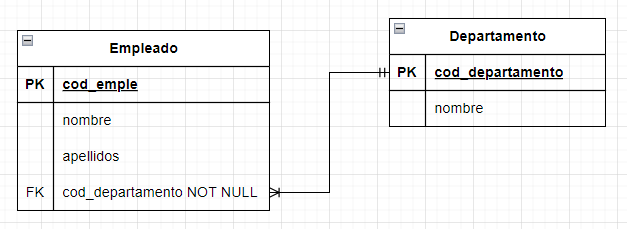 Empleado
PK cod_emple
nombre
apellidos
FK cod_departamento NOT NULL
Departamento
PK cod_departamento
nombre